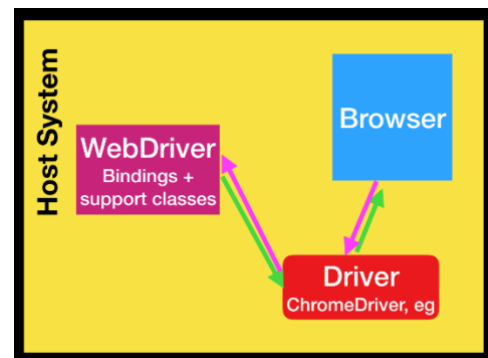 Host System
WebDriver
Bindings +
support classes
Browser
Driver
ChromeDriver, eg